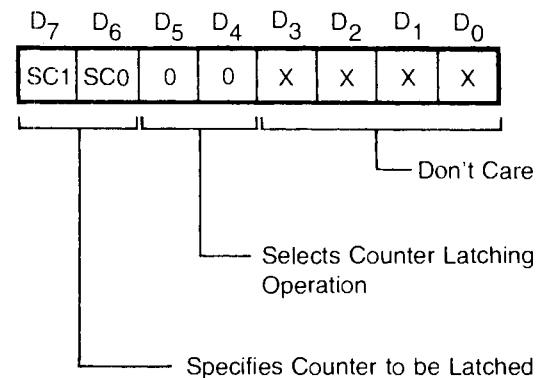 D7 D6 D5 D4 D3 D2 D1 D0
SC1 SC0 0 0 X X X X
Don't Care
Selects Counter Latching
Operation
Specifies Counter to be Latched